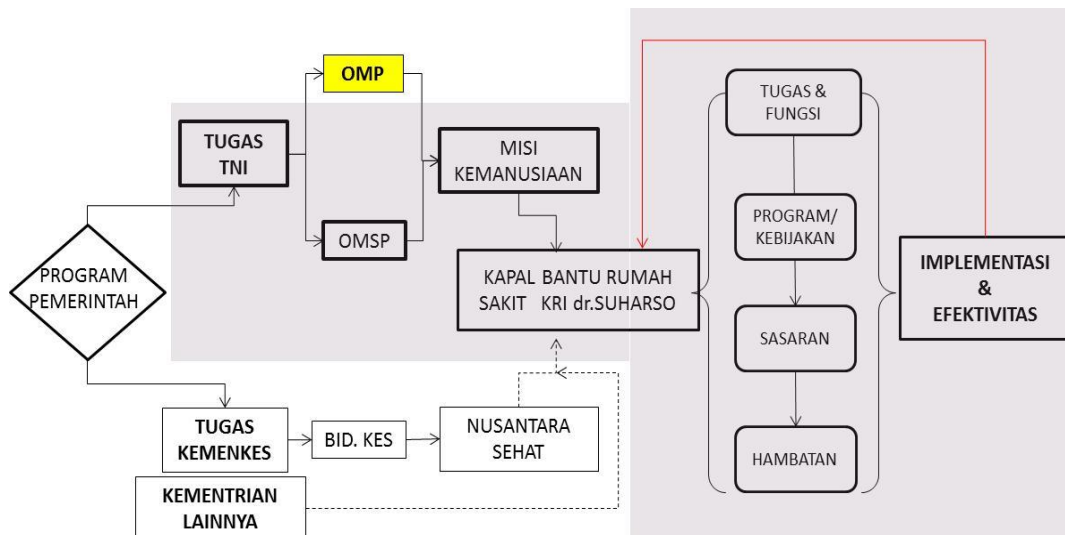 OMP
TUGAS
TNI
MISI
KEMANUSIAAN
OMSP
PROGRAM
PEMERINTAH
KAPAL BANTU RUMAH
SAKIT KRI dr.SUHARSO
TUGAS
KEMENKES
BID. KES
NUSANTARA
SEHAT
KEMENTRIAN
LAINNYA
TUGAS &
FUNGSI
PROGRAM/
KEBIJAKAN
SASARAN
HAMBATAN
IMPLEMENTASI
&
EFEKTIVITAS